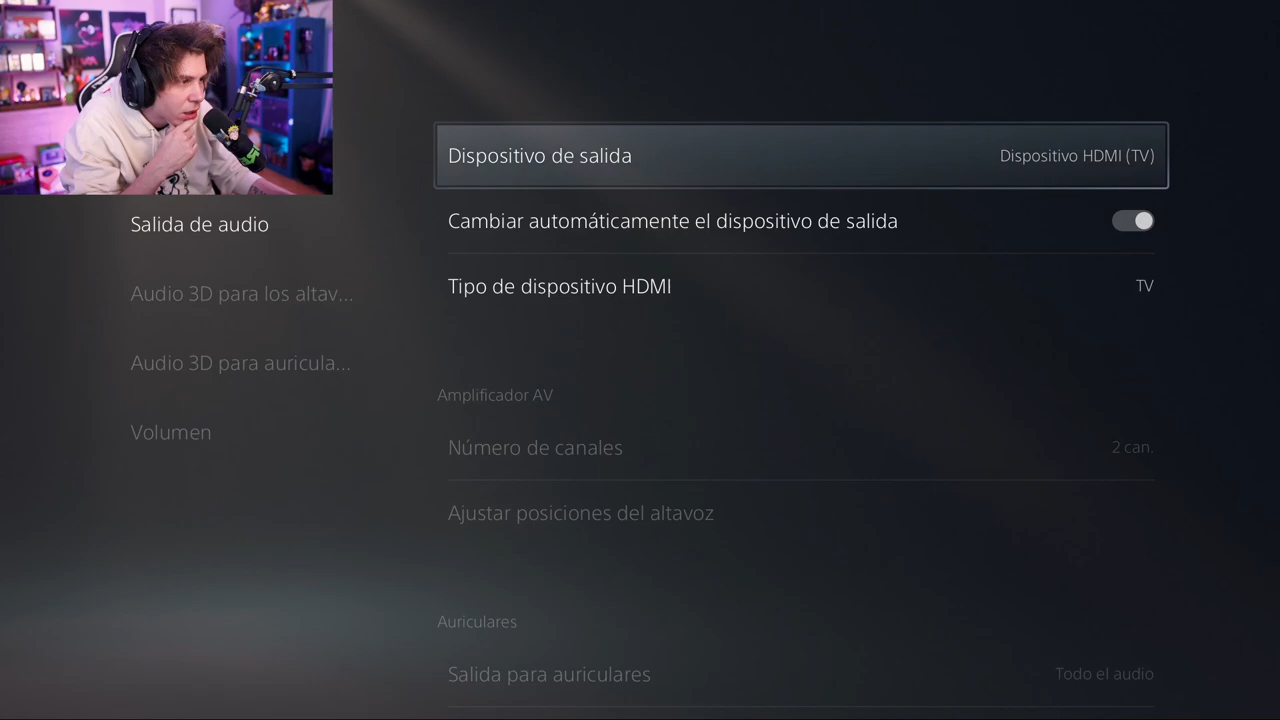 Dispositivo de salida
Dispositivo HDMI (TV)
Salida de audio
Cambiar automáticamente el dispositivo de salida
Audio 3D para los altav...
Tipo de dispositivo HDMI
TV
Audio 3D para auricula...
Amplificador AV
Volumen
Número de canales
2 can.
Ajustar posiciones del altavoz
Auriculares
Salida para auriculares
Todo el audio